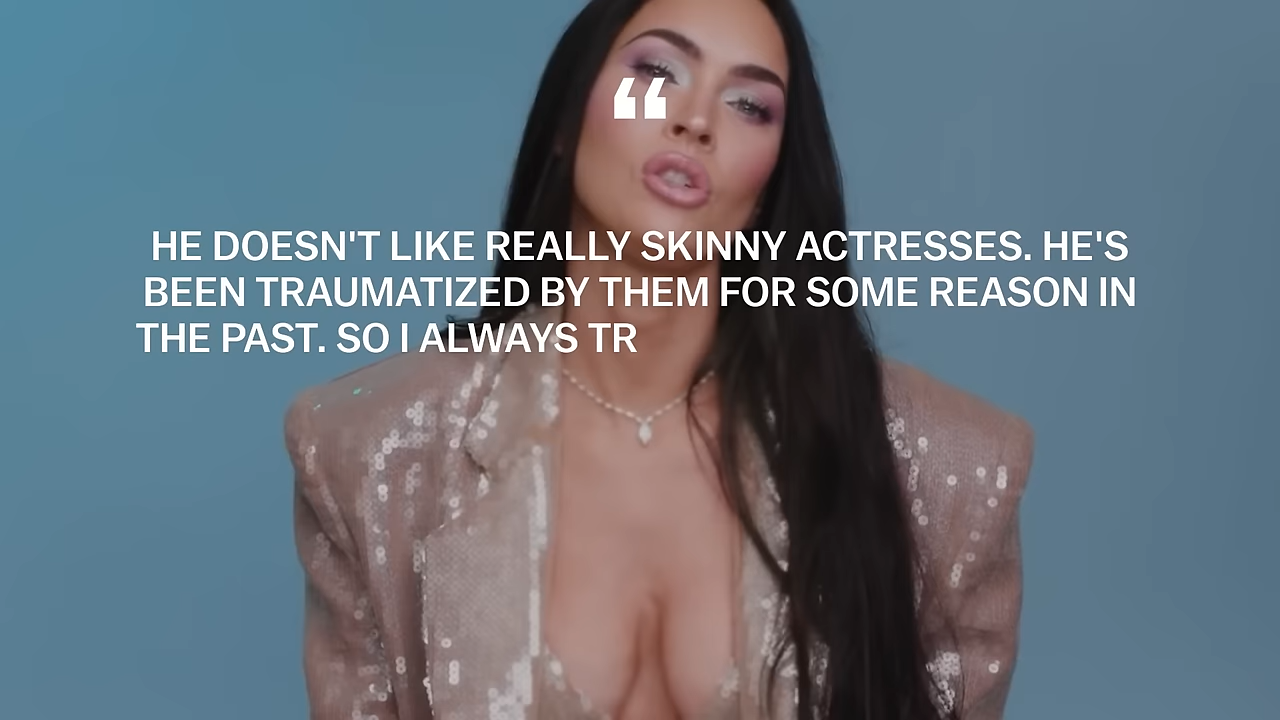 “
HE DOESN'T LIKE REALLY SKINNY ACTRESSES. HE'S
BEEN TRAUMATIZED BY THEM FOR SOME REASON IN
THE PAST. SO I ALWAYS TR